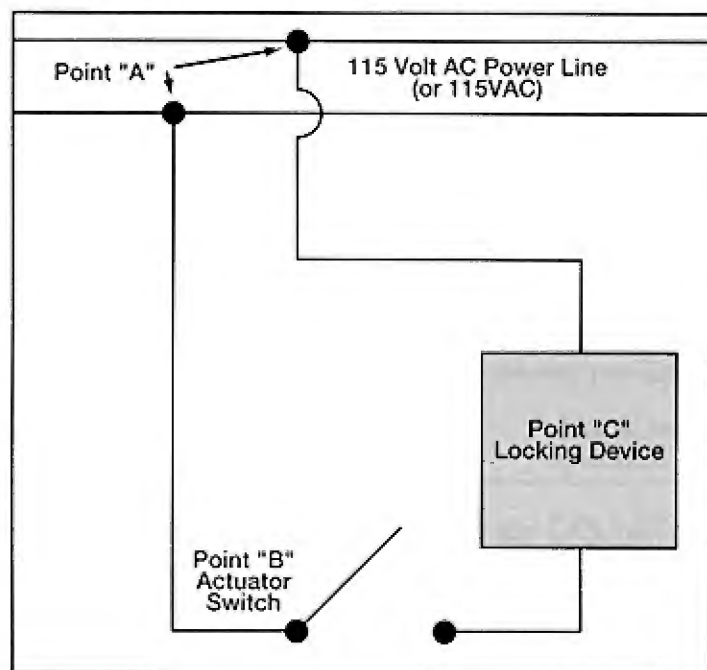 Point "A"
115 Volt AC Power Line
(or 115VAC)
Point "C"
Locking Device
Point "B"
Actuator
Switch